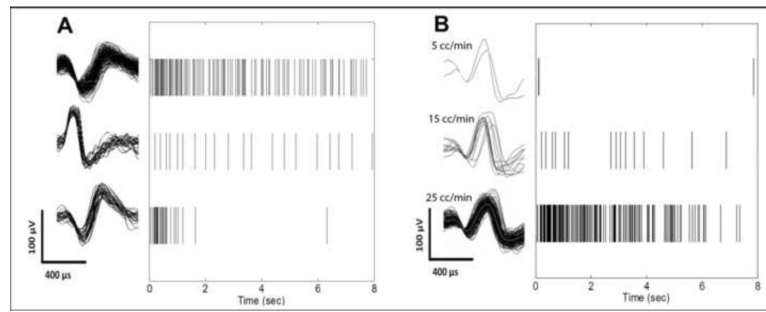 A
100 µV
400 µs
0 2 4 6 8
Time (sec)
B
5 cc/min
15 cc/min
25 cc/min
100 µV
400 µs
0 2 4 6 8
Time (sec)